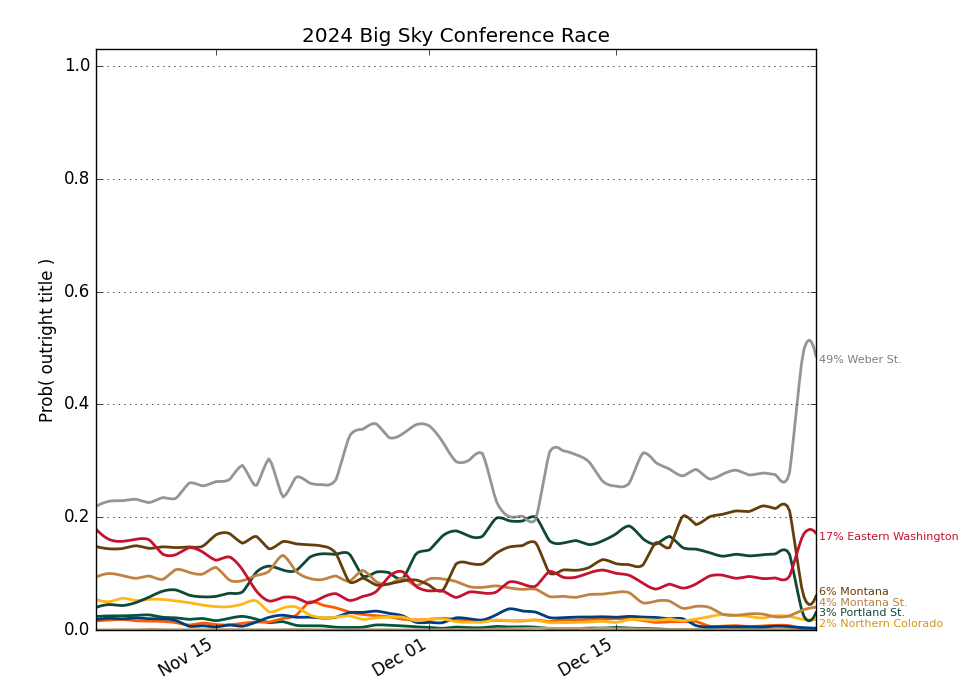 2024 Big Sky Conference Race
Prob( outright title )
1.0
0.8
0.6
0.4
0.2
0.0
Nov 15
Dec 01
Dec 15
49% Weber St.
17% Eastern Washington
6% Montana
4% Montana St.
3% Portland St.
2% Northern Colorado